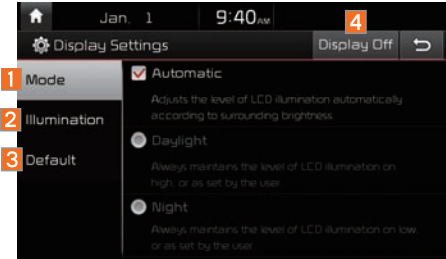 4
Jan. 1 9:40AM
Display Settings Display Off
1 Mode
Automatic
Adjusts the level of LCD illumination automatically
according to surrounding brightness
2 Illumination
Daylight
Always maintains the level of LCD illumination on
high, or as set by the user.
3 Default
Night
Always maintains the level of LCD illumination on low,
or as set by the user